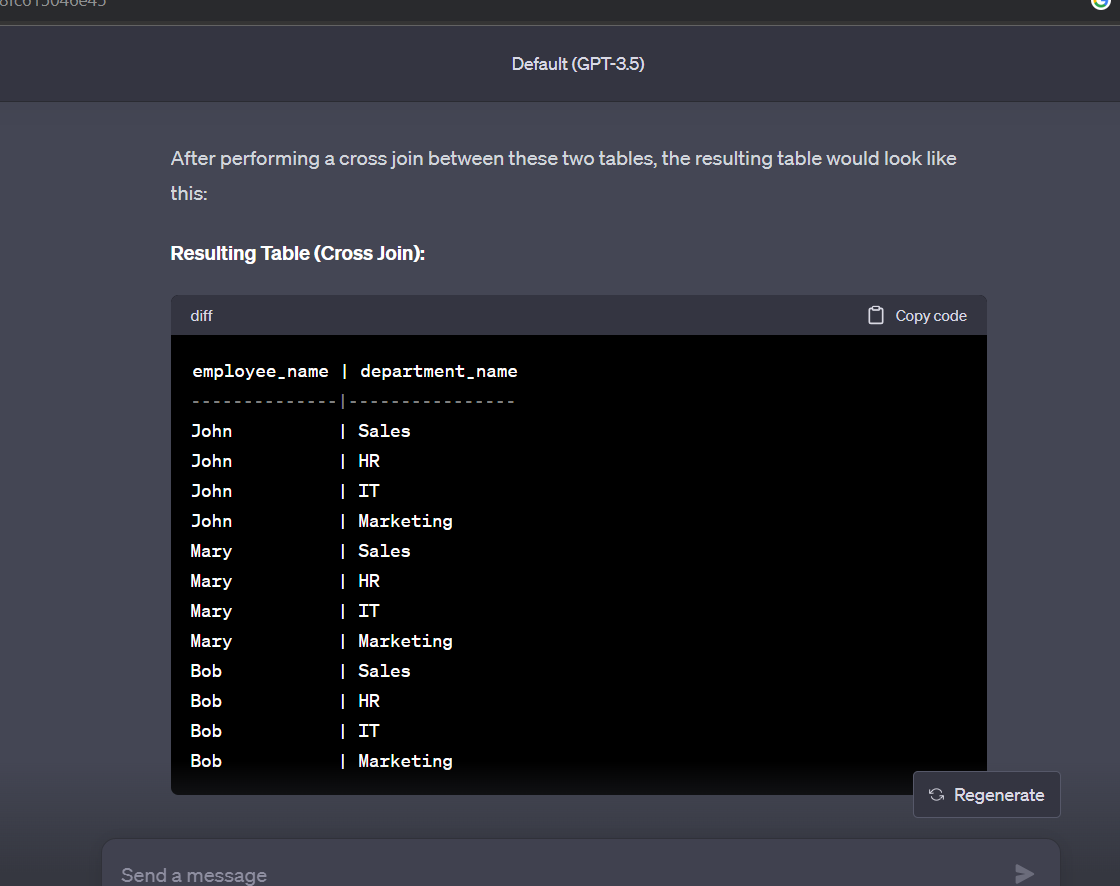 Default (GPT-3.5)
After performing a cross join between these two tables, the resulting table would look like
this:
Resulting Table (Cross Join):
diff Copy code
employee_name | department_name
--------------|----------------
John | Sales
John | HR
John | IT
John | Marketing
Mary | Sales
Mary | HR
Mary | IT
Mary | Marketing
Bob | Sales
Bob | HR
Bob | IT
Bob | Marketing
Regenerate
Send a message